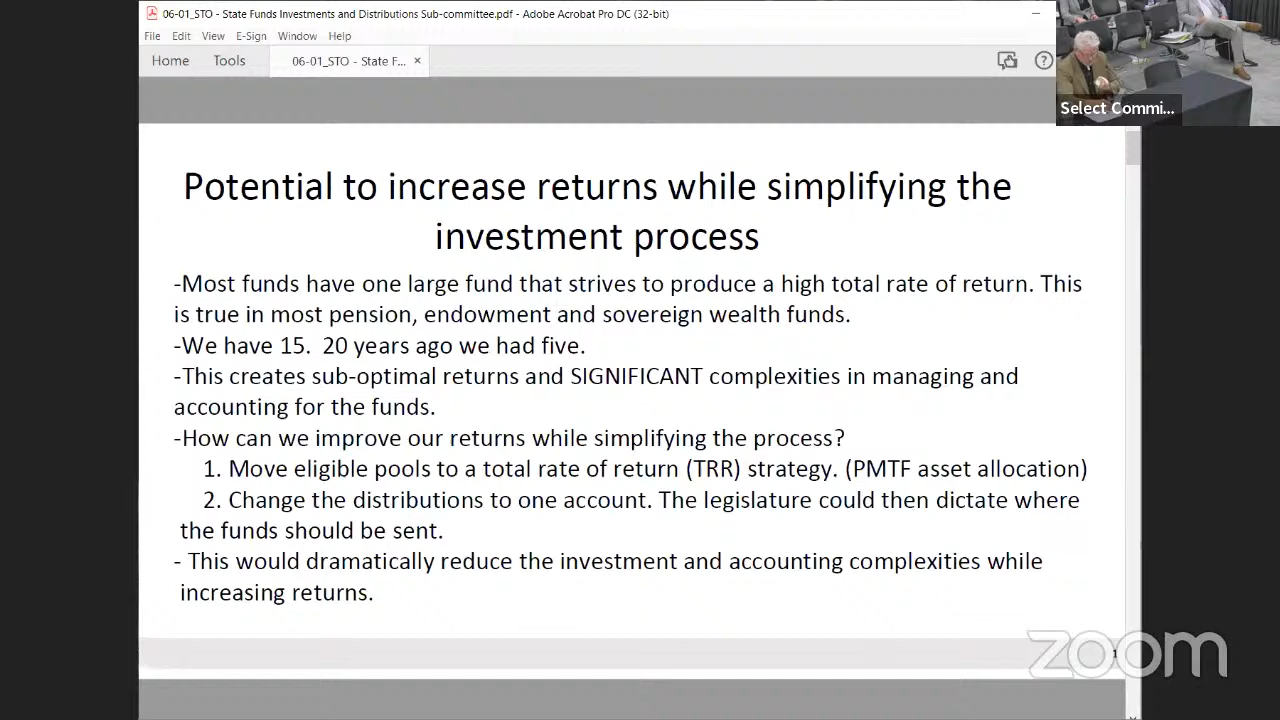 06-01_STO - State Funds Investments and Distributions Sub-committee.pdf - Adobe Acrobat Pro DC (32-bit)
File Edit View E-Sign Window Help
Home Tools 06-01_STO - State F... ×
Select Commi...
Potential to increase returns while simplifying the
investment process
-Most funds have one large fund that strives to produce a high total rate of return. This
is true in most pension, endowment and sovereign wealth funds.
-We have 15.  20 years ago we had five.
-This creates sub-optimal returns and SIGNIFICANT complexities in managing and
accounting for the funds.
-How can we improve our returns while simplifying the process?
1. Move eligible pools to a total rate of return (TRR) strategy. (PMTF asset allocation)
2. Change the distributions to one account. The legislature could then dictate where
the funds should be sent.
- This would dramatically reduce the investment and accounting complexities while
increasing returns.
1
zoom